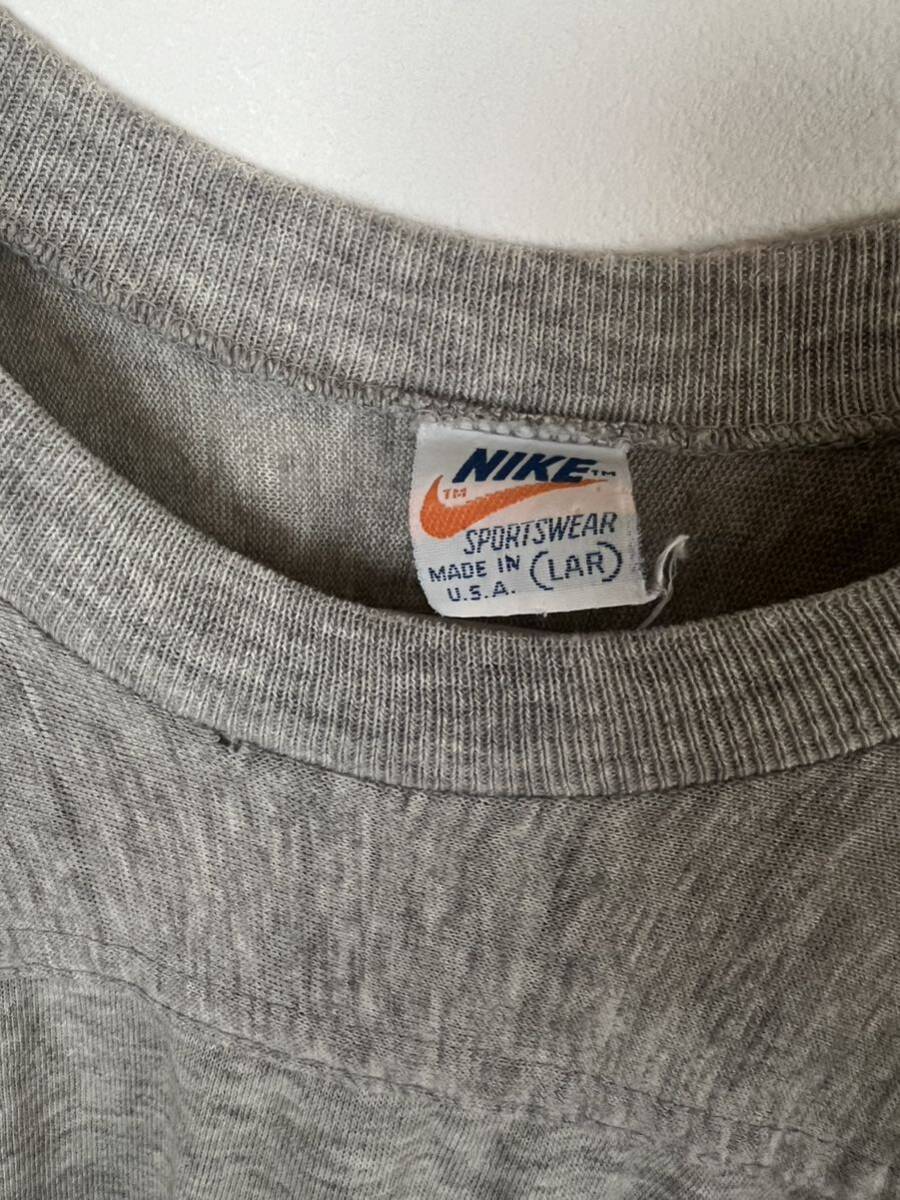 NIKE™
™
SPORTSWEAR
MADE IN (LAR)
U.S.A.